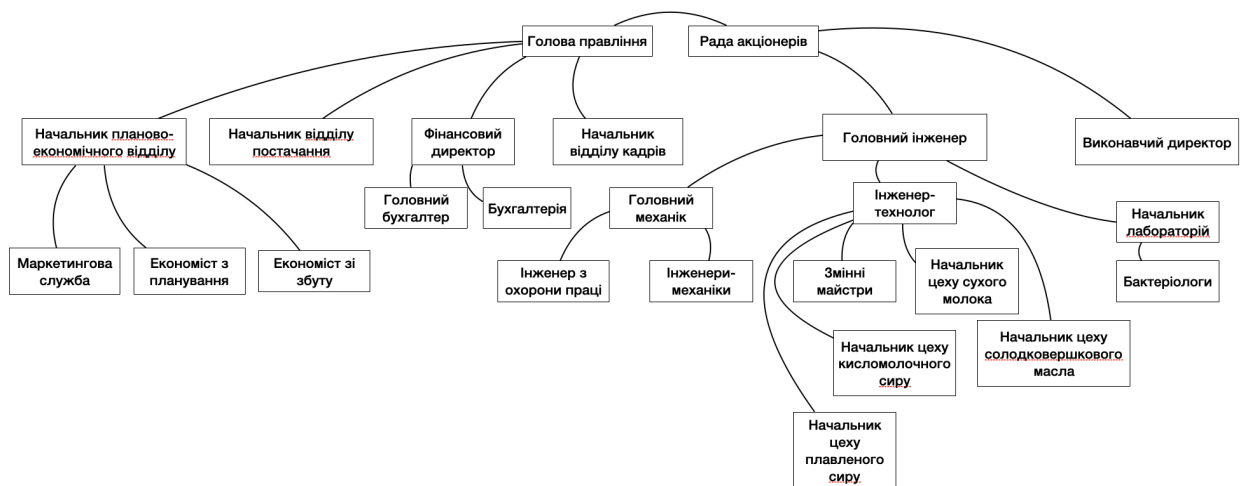 Голова правління
Рада акціонерів
Начальник планово-
економічного відділу
Начальник відділу
постачання
Фінансовий
директор
Начальник
відділу кадрів
Головний інженер
Виконавчий директор
Головний
бухгалтер
Бухгалтерія
Головний
механік
Інженер-
технолог
Начальник
лабораторій
Маркетингова
служба
Економіст з
планування
Економіст зі
збуту
Інженер з
охорони праці
Інженери-
механіки
Змінні
майстри
Начальник
цеху сухого
молока
Бактеріологи
Начальник цеху
кисломолочного
сиру
Начальник цеху
солодковершкового
масла
Начальник
цеху
плавленого
сиру